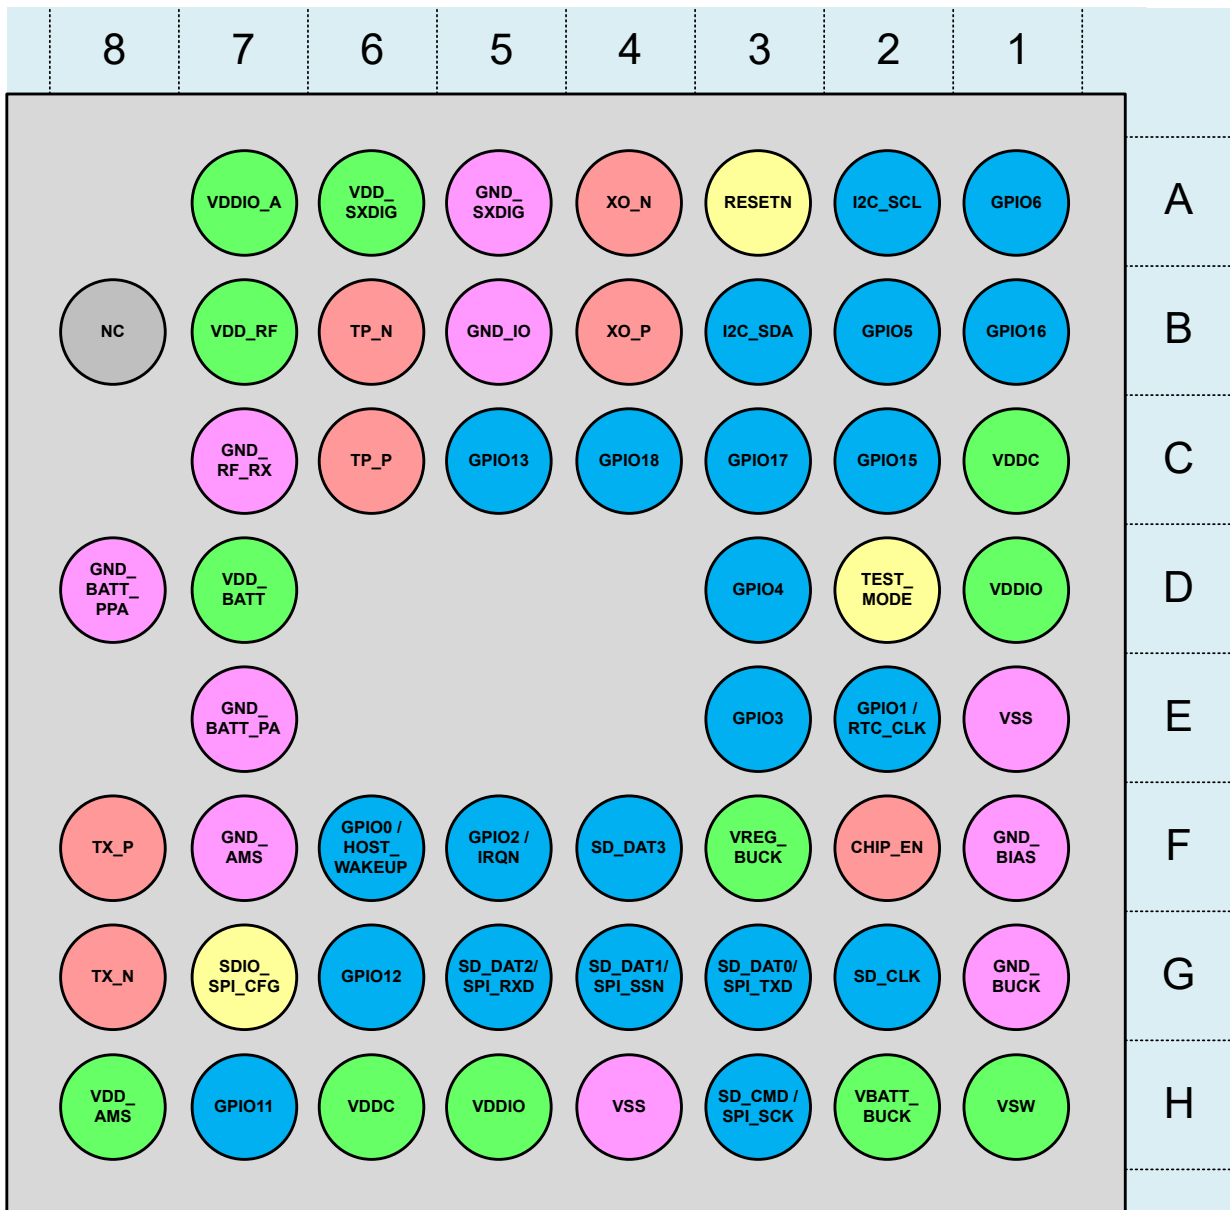 8 7 6 5 4 3 2 1
VDDIO_A
VDD_
SXDIG
GND_
SXDIG
XO_N
RESETN
I2C_SCL
GPIO6
A
NC
VDD_RF
TP_N
GND_IO
XO_P
I2C_SDA
GPIO5
GPIO16
B
GND_
RF_RX
TP_P
GPIO13
GPIO18
GPIO17
GPIO15
VDDC
C
GND_
BATT_
PPA
VDD_
BATT
GPIO4
TEST_
MODE
VDDIO
D
GND_
BATT_PA
GPIO3
GPIO1 /
RTC_CLK
VSS
E
TX_P
GND_
AMS
GPIO0 /
HOST_
WAKEUP
GPIO2 /
IRQN
SD_DAT3
VREG_
BUCK
CHIP_EN
GND_
BIAS
F
TX_N
SDIO_
SPI_CFG
GPIO12
SD_DAT2/
SPI_RXD
SD_DAT1/
SPI_SSN
SD_DAT0/
SPI_TXD
SD_CLK
GND_
BUCK
G
VDD_
AMS
GPIO11
VDDC
VDDIO
VSS
SD_CMD /
SPI_SCK
VBATT_
BUCK
VSW
H